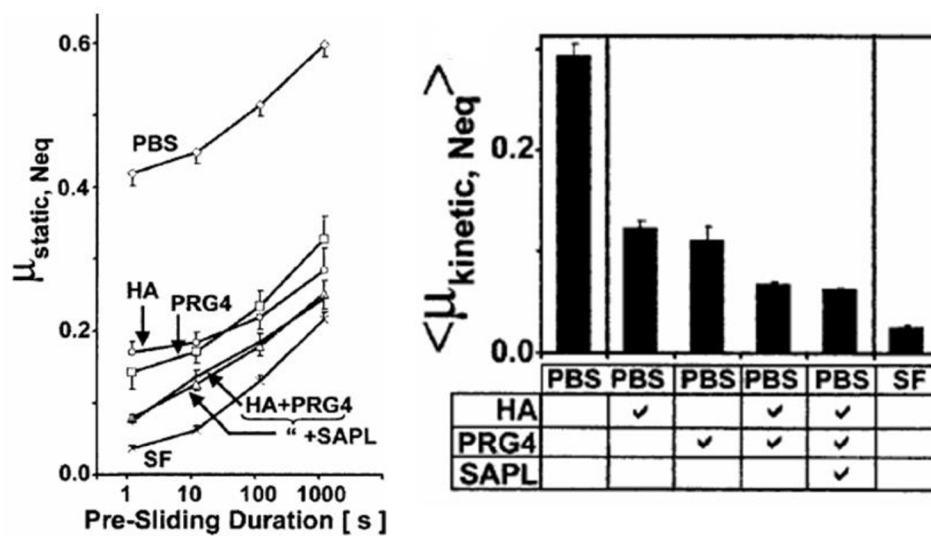 0.6
0.4
0.2
0.0
μstatic, Neq
PBS
HA
PRG4
HA+PRG4
“ +SAPL
SF
1 10 100 1000
Pre-Sliding Duration [ s ]
<μkinetic, Neq>
0.2
0.0
PBS PBS PBS PBS PBS SF
HA ✓ ✓ ✓
PRG4 ✓ ✓ ✓
SAPL ✓